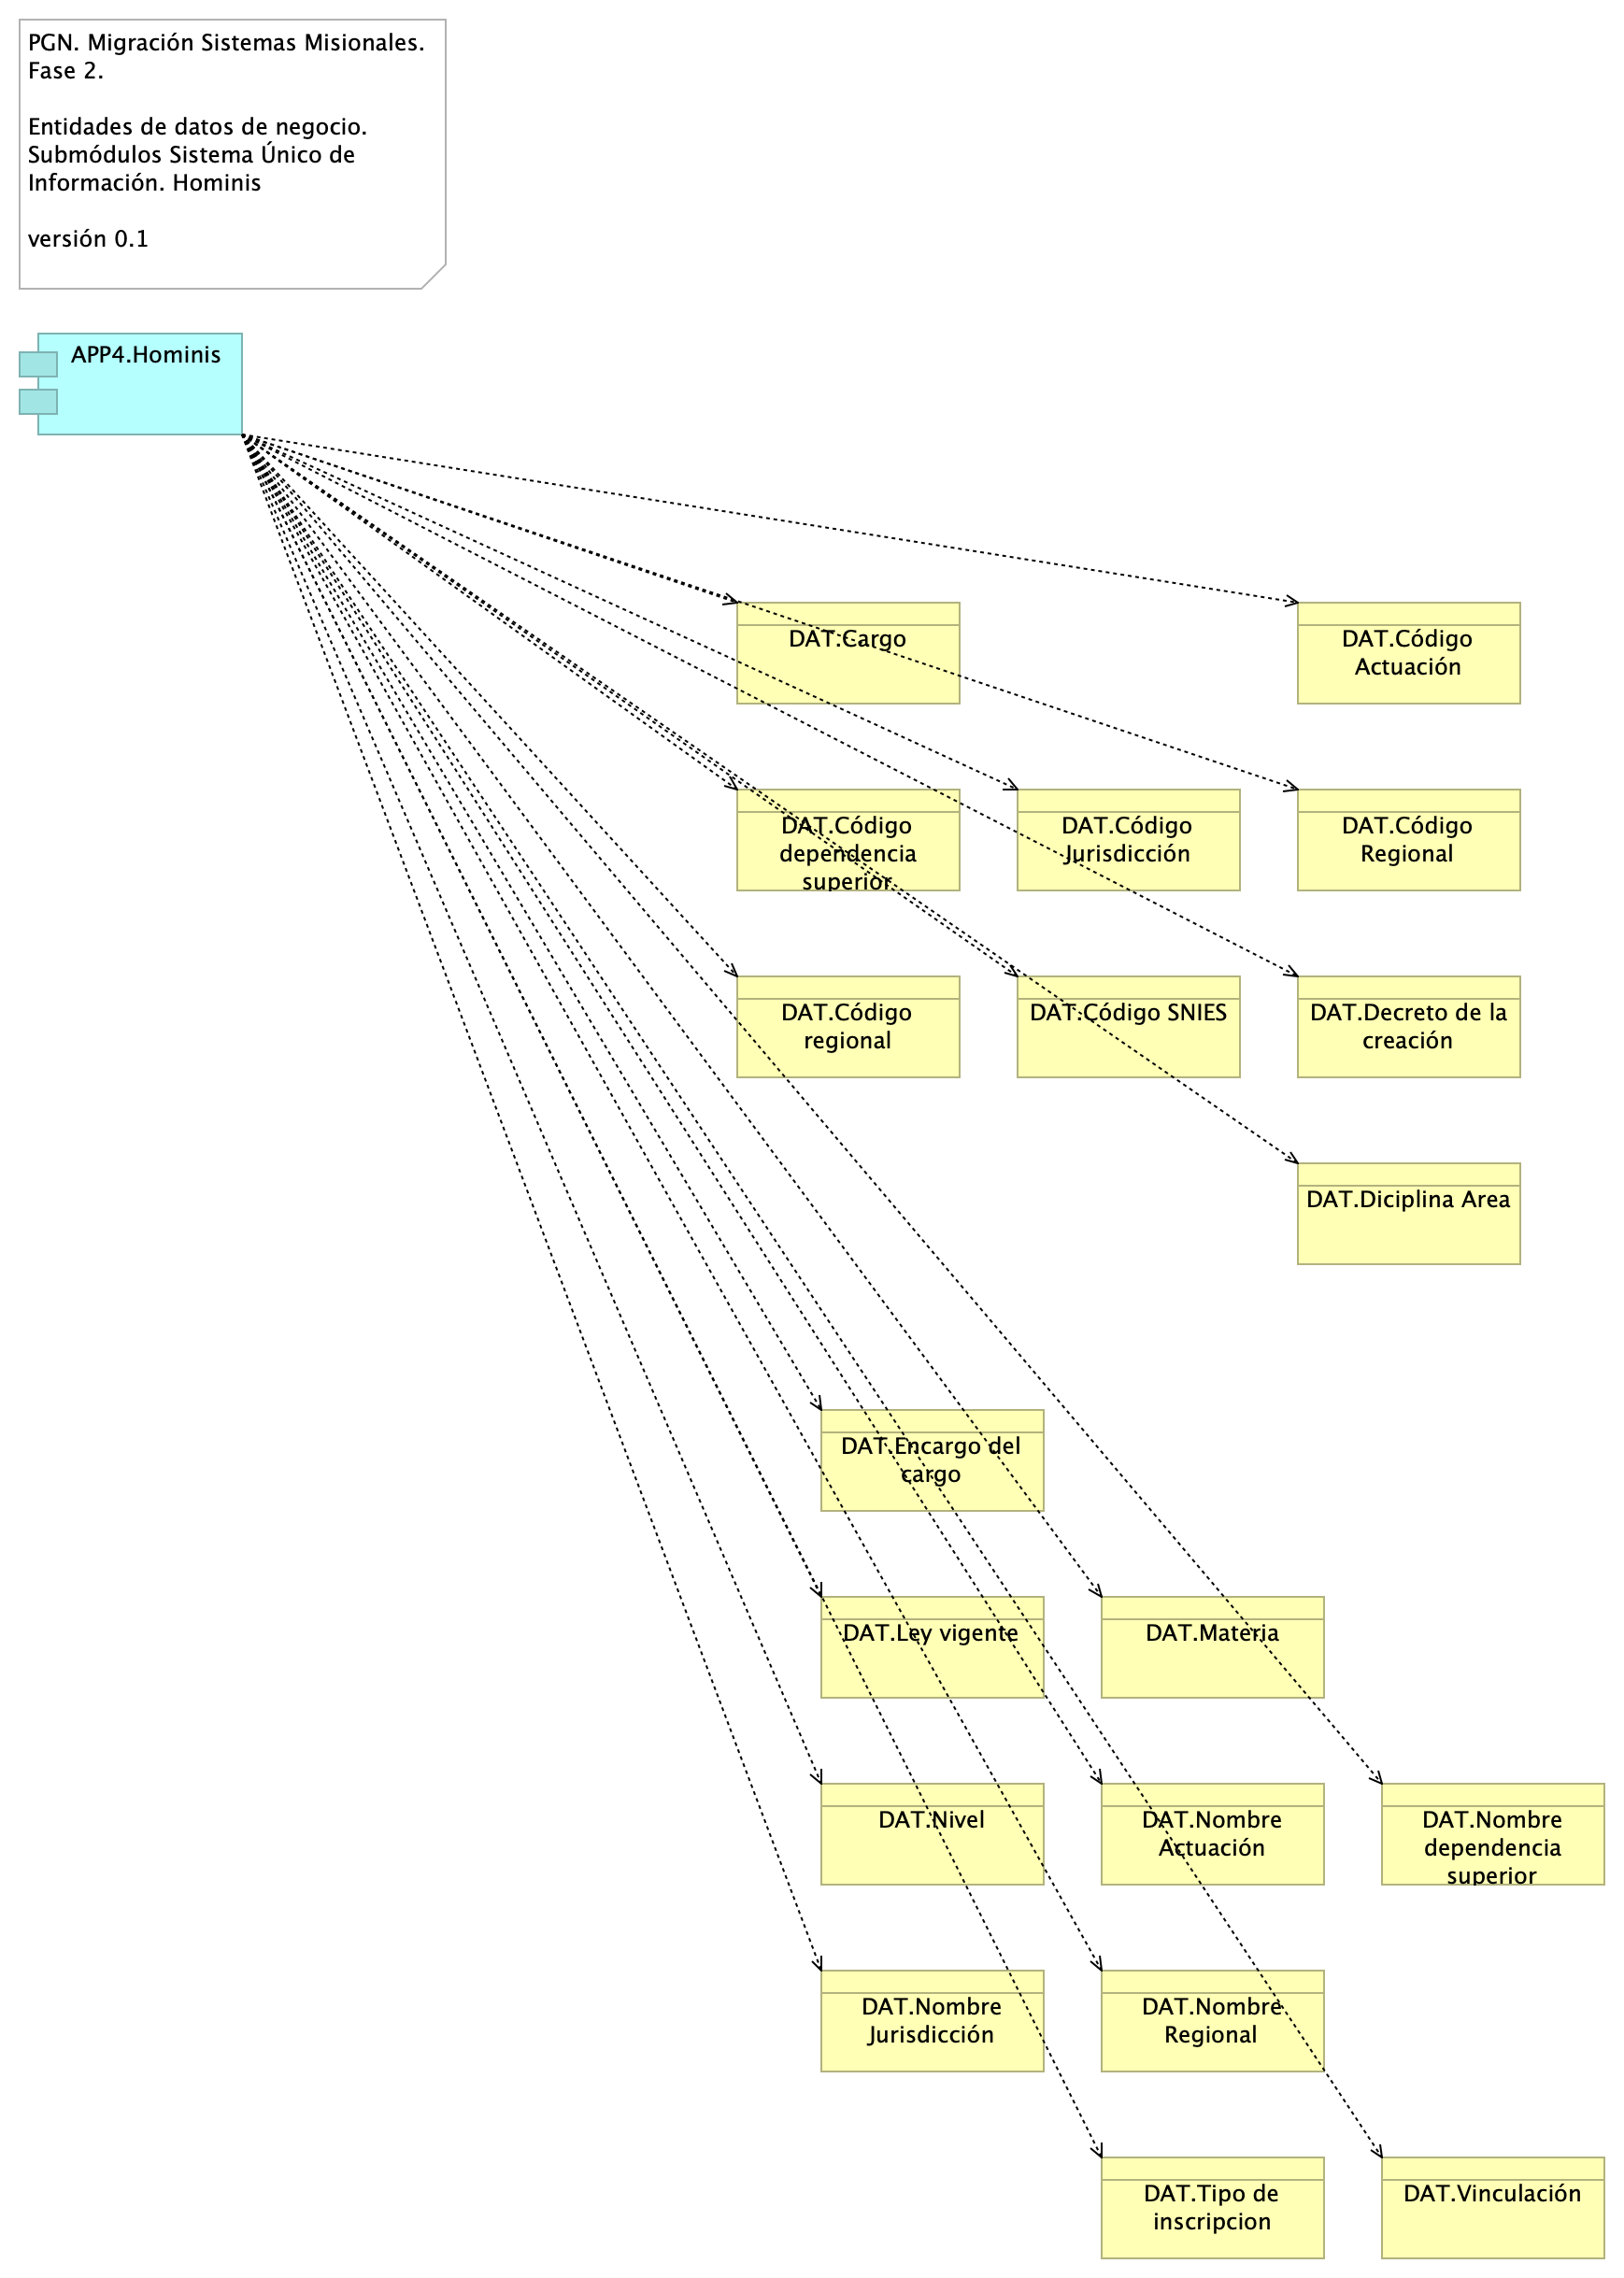 PGN. Migración Sistemas Misionales.
Fase 2.
Entidades de datos de negocio.
Submódulos Sistema Único de
Información. Hominis
versión 0.1
APP4.Hominis
DAT.Cargo
DAT.Código
Actuación
DAT.Código
dependencia
superior
DAT.Código
Jurisdicción
DAT.Código
Regional
DAT.Código
regional
DAT.Código SNIES
DAT.Decreto de la
creación
DAT.Diciplina Area
DAT.Encargo del
cargo
DAT.Ley vigente
DAT.Materia
DAT.Nivel
DAT.Nombre
Actuación
DAT.Nombre
dependencia
superior
DAT.Nombre
Jurisdicción
DAT.Nombre
Regional
DAT.Tipo de
inscripcion
DAT.Vinculación